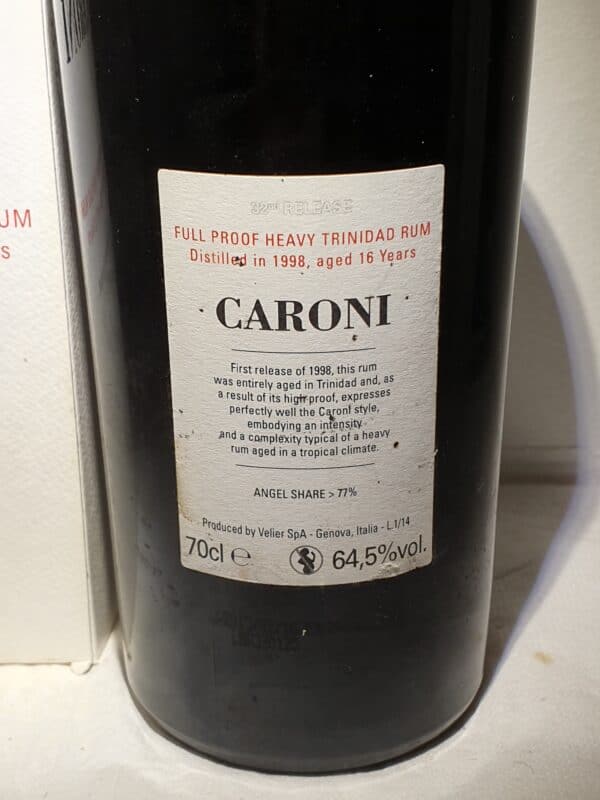 32nd RELEASE
FULL PROOF HEAVY TRINIDAD RUM
Distilled in 1998, aged 16 Years
CARONI
First release of 1998, this rum
was entirely aged in Trinidad and, as
a result of its high proof, expresses
perfectly well the Caroni style,
embodying an intensity
and a complexity typical of a heavy
rum aged in a tropical climate.
ANGEL SHARE > 77%
Produced by Velier SpA - Genova, Italia - L.1/14
70cl ℮ 64,5%vol.
UM
s